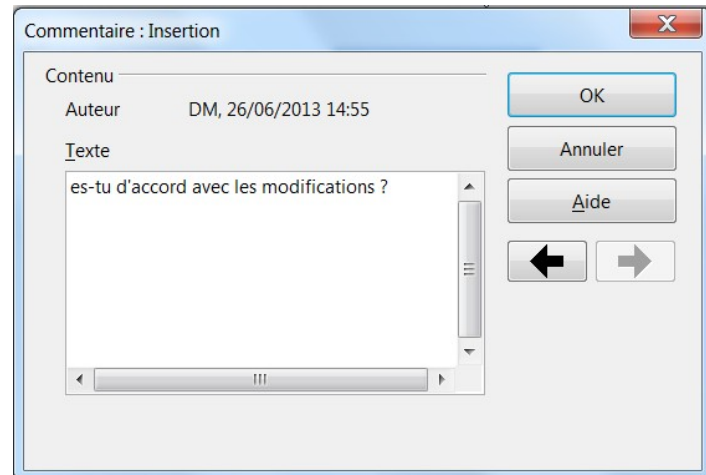 Commentaire : Insertion
Contenu
Auteur DM, 26/06/2013 14:55
Texte
es-tu d'accord avec les modifications ?
OK
Annuler
Aide